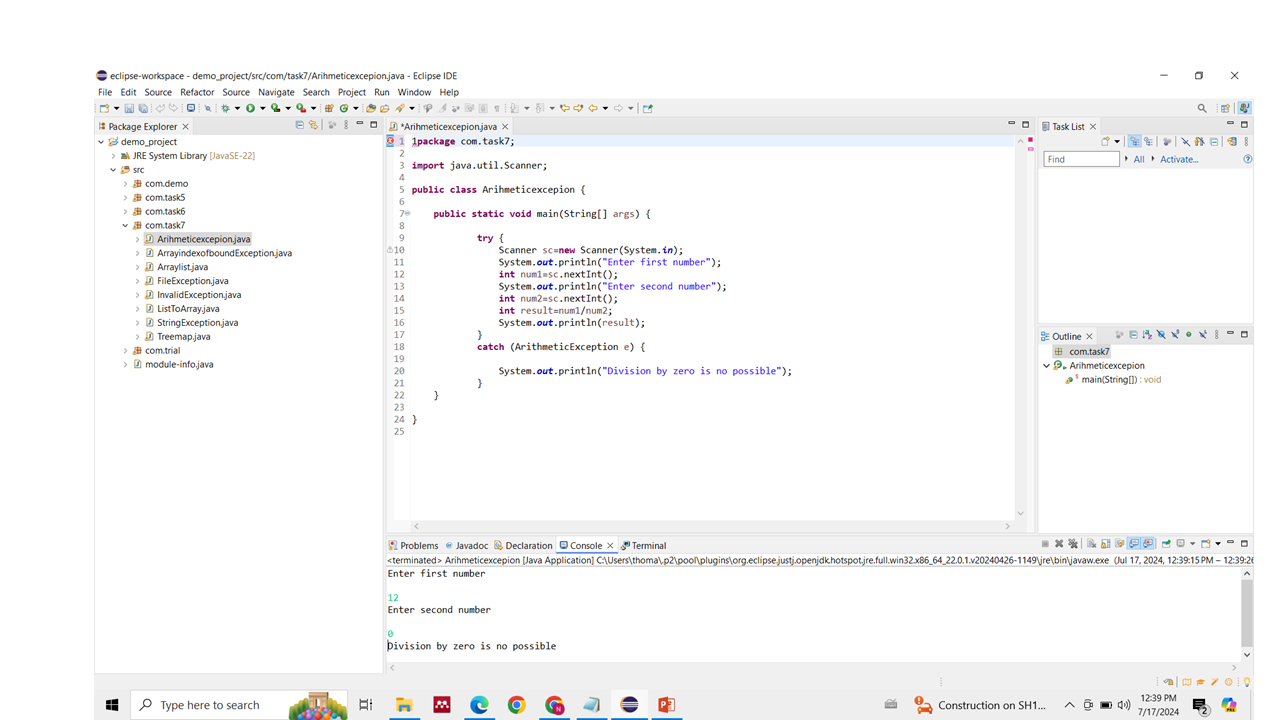 eclipse-workspace - demo_project/src/com/task7/Arihmeticexcepion.java - Eclipse IDE
File Edit Source Refactor Source Navigate Search Project Run Window Help
Package Explorer
demo_project
JRE System Library [JavaSE-22]
src
com.demo
com.task5
com.task6
com.task7
Arihmeticexcepion.java
ArrayindexofboundException.java
Arraylist.java
FileException.java
InvalidException.java
ListToArray.java
StringException.java
Treemap.java
com.trial
module-info.java
*Arihmeticexcepion.java
1 1package com.task7;
2
3 import java.util.Scanner;
4
5 public class Arihmeticexcepion {
6
7 public static void main(String[] args) {
8
9 try {
10 Scanner sc=new Scanner(System.in);
11 System.out.println("Enter first number");
12 int num1=sc.nextInt();
13 System.out.println("Enter second number");
14 int num2=sc.nextInt();
15 int result=num1/num2;
16 System.out.println(result);
17 }
18 catch (ArithmeticException e) {
19
20 System.out.println("Division by zero is no possible");
21 }
22 }
23
24 }
25
Task List
Find All Activate...
Outline
com.task7
Arihmeticexcepion
main(String[]) : void
Problems Javadoc Declaration Console Terminal
<terminated> Arihmeticexcepion [Java Application] C:\Users\thoma\.p2\pool\plugins\org.eclipse.justj.openjdk.hotspot.jre.full.win32.x86_64_22.0.1.v20240426-1149\jre\bin\javaw.exe (Jul 17, 2024, 12:39:15 PM – 12:39:26
Enter first number
12
Enter second number
0
Division by zero is no possible
Type here to search
Construction on SH1...
12:39 PM
7/17/2024
2